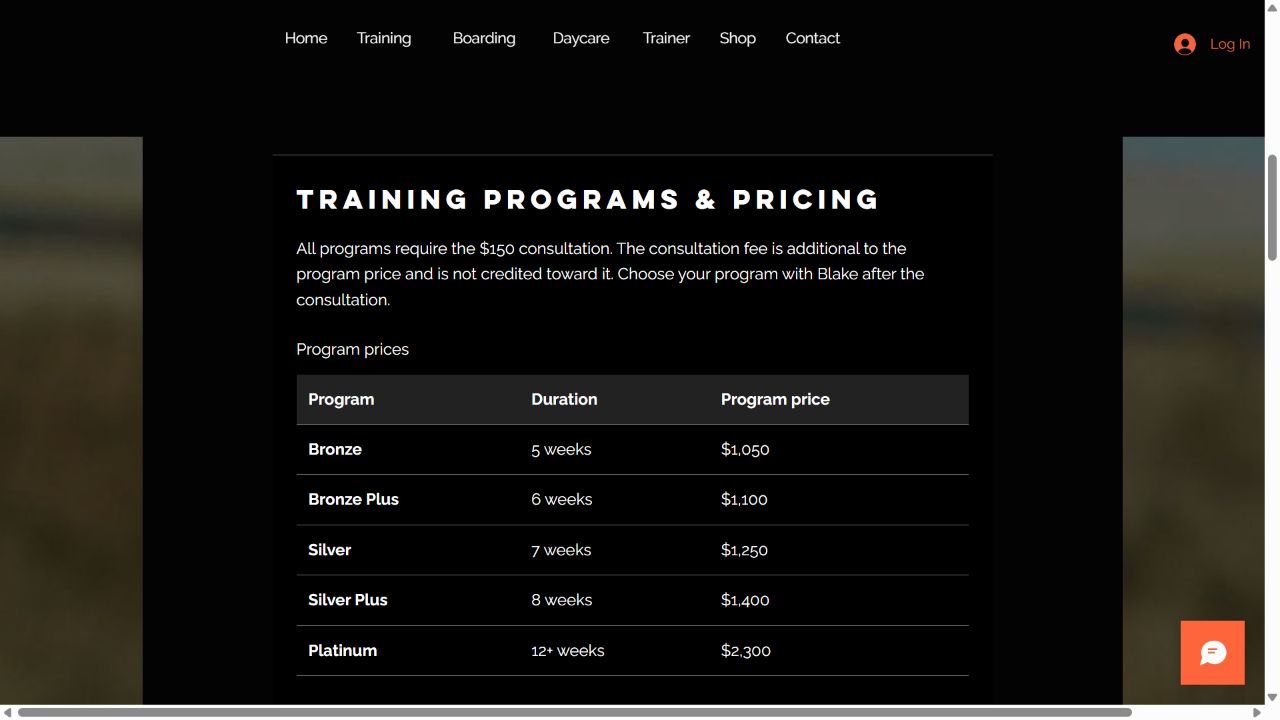 Home Training Boarding Daycare Trainer Shop Contact
Log In
TRAINING PROGRAMS & PRICING
All programs require the $150 consultation. The consultation fee is additional to the
program price and is not credited toward it. Choose your program with Blake after the
consultation.
Program prices
Program Duration Program price
Bronze 5 weeks $1,050
Bronze Plus 6 weeks $1,100
Silver 7 weeks $1,250
Silver Plus 8 weeks $1,400
Platinum 12+ weeks $2,300